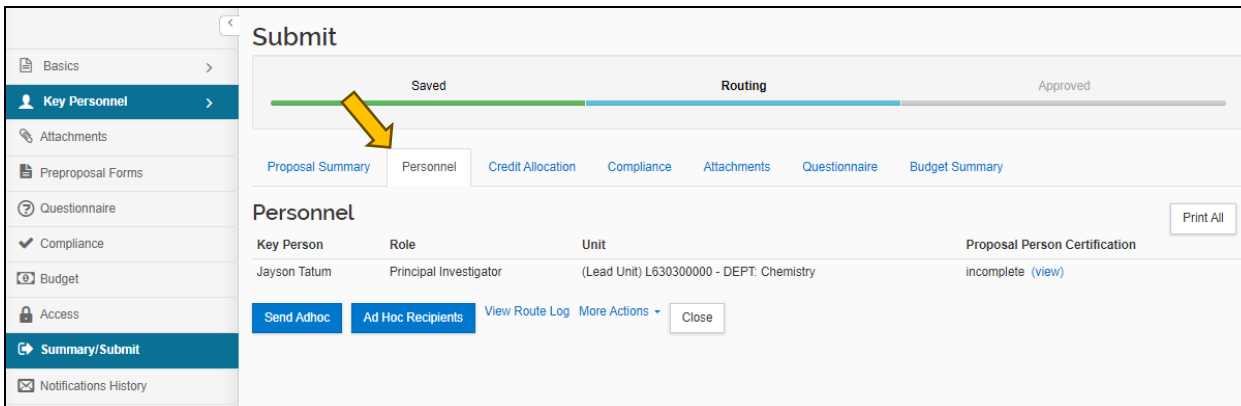 <
Submit
Basics >
Key Personnel >
Attachments
Preproposal Forms
Questionnaire
Compliance
Budget
Access
Summary/Submit
Notifications History
Saved Routing Approved
Proposal Summary Personnel Credit Allocation Compliance Attachments Questionnaire Budget Summary
Personnel
Print All
Key Person Role Unit Proposal Person Certification
Jayson Tatum Principal Investigator (Lead Unit) L630300000 - DEPT: Chemistry incomplete (view)
Send Adhoc Ad Hoc Recipients View Route Log More Actions Close